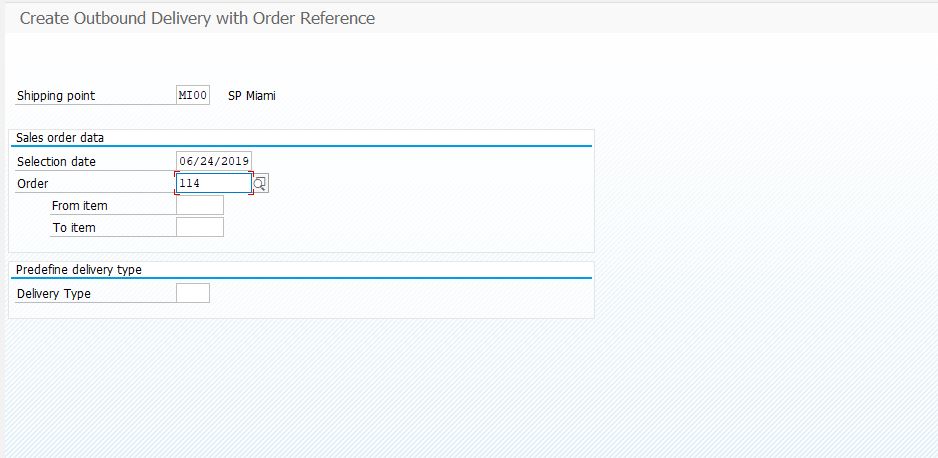 Create Outbound Delivery with Order Reference
Shipping point MI00 SP Miami
Sales order data
Selection date 06/24/2019
Order 114
From item
To item
Predefine delivery type
Delivery Type